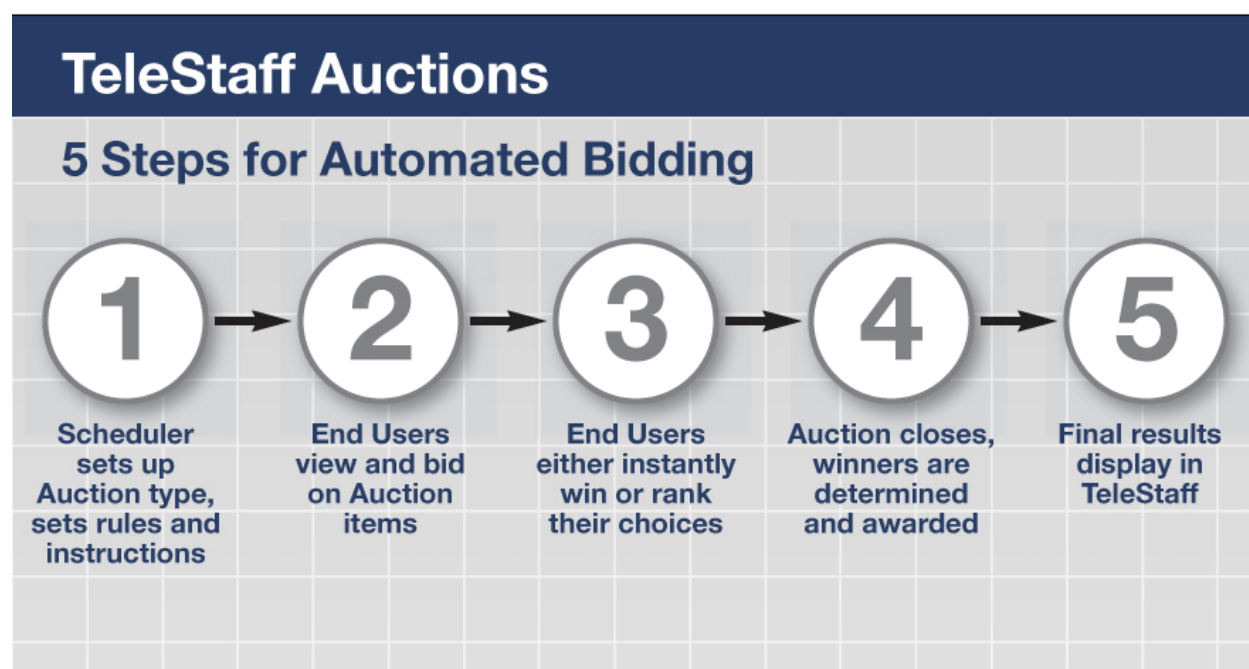 TeleStaff Auctions
5 Steps for Automated Bidding
1
Scheduler
sets up
Auction type,
sets rules and
instructions
2
End Users
view and bid
on Auction
items
3
End Users
either instantly
win or rank
their choices
4
Auction closes,
winners are
determined
and awarded
5
Final results
display in
TeleStaff